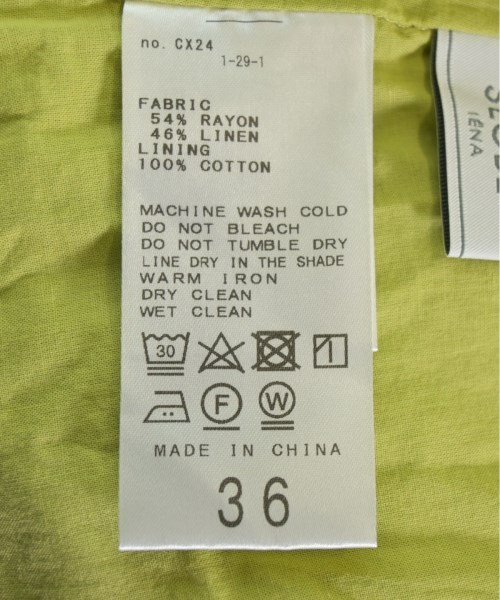 no. CX24
1-29-1
FABRIC
54% RAYON
46% LINEN
LINING
100% COTTON
MACHINE WASH COLD
DO NOT BLEACH
DO NOT TUMBLE DRY
LINE DRY IN THE SHADE
WARM IRON
DRY CLEAN
WET CLEAN
30
F W
MADE IN CHINA
36
IÉNA